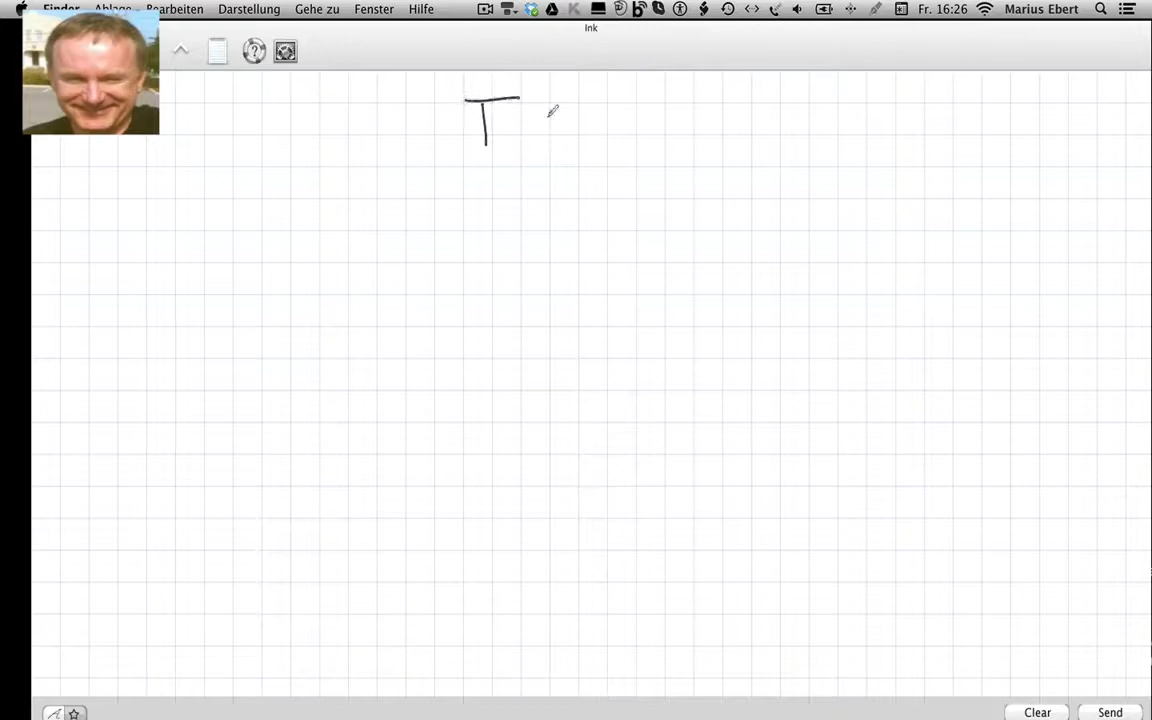 Finder Ablage Bearbeiten Darstellung Gehe zu Fenster Hilfe Fr. 16:26 Marius Ebert
Ink
T
Clear Send